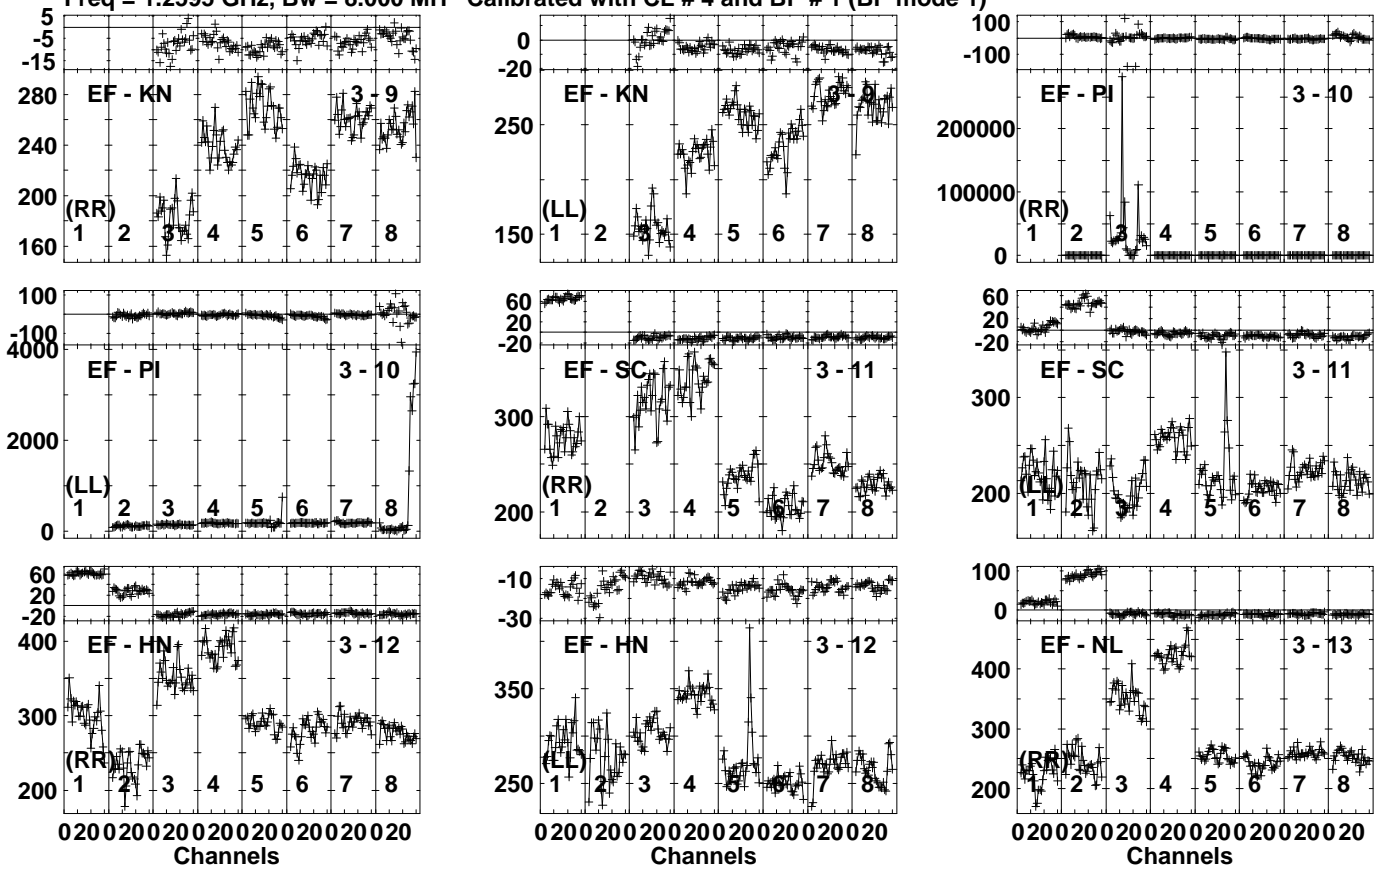 Freq = 1.2595 GHz, Bw = 8.000 MH Calibrated with CL # 4 and BP # 1 (BP mode 1)
5
-5
-15
280
240
200
160
EF - KN 3 - 9
(RR)
1 2 3 4 5 6 7 8
0
-20
250
150
EF - KN 3 - 9
(LL)
1 2 3 4 5 6 7 8
100
-100
200000
100000
0
EF - PI 3 - 10
(RR)
1 2 3 4 5 6 7 8
100
-100
4000
2000
0
EF - PI 3 - 10
(LL)
1 2 3 4 5 6 7 8
60
20
-20
300
200
EF - SC 3 - 11
(RR)
1 2 3 4 5 6 7 8
60
20
-20
300
200
EF - SC 3 - 11
(LL)
1 2 3 4 5 6 7 8
60
20
-20
400
300
200
EF - HN 3 - 12
(RR)
1 2 3 4 5 6 7 8
0 20 0 20 0 20 0 20 0 20 0 20 0 20 0 20
Channels
-10
-30
350
250
EF - HN 3 - 12
(LL)
1 2 3 4 5 6 7 8
0 20 0 20 0 20 0 20 0 20 0 20 0 20 0 20
Channels
100
0
400
300
200
EF - NL 3 - 13
(RR)
1 2 3 4 5 6 7 8
0 20 0 20 0 20 0 20 0 20 0 20 0 20 0 20
Channels